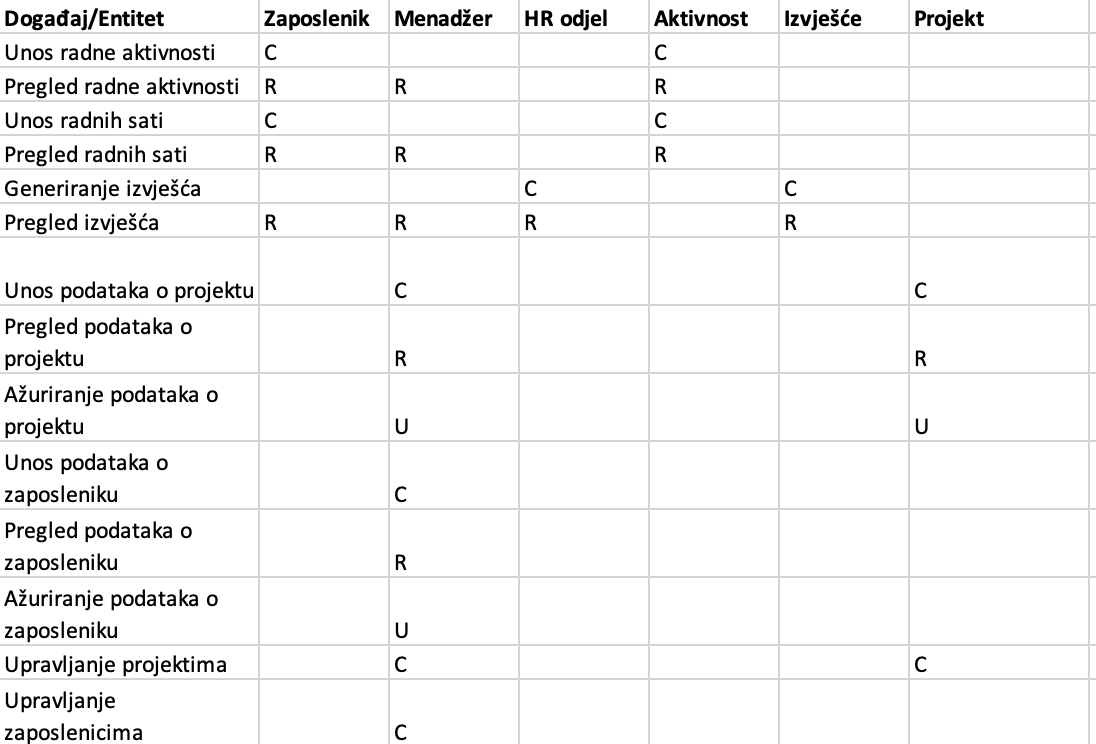 Događaj/Entitet Zaposlenik Menadžer HR odjel Aktivnost Izvješće Projekt
Unos radne aktivnosti C C
Pregled radne aktivnosti R R R
Unos radnih sati C C
Pregled radnih sati R R R
Generiranje izvješća C C
Pregled izvješća R R R R
Unos podataka o projektu C C
Pregled podataka o
projektu R R
Ažuriranje podataka o
projektu U U
Unos podataka o
zaposleniku C
Pregled podataka o
zaposleniku R
Ažuriranje podataka o
zaposleniku U
Upravljanje projektima C C
Upravljanje
zaposlenicima C